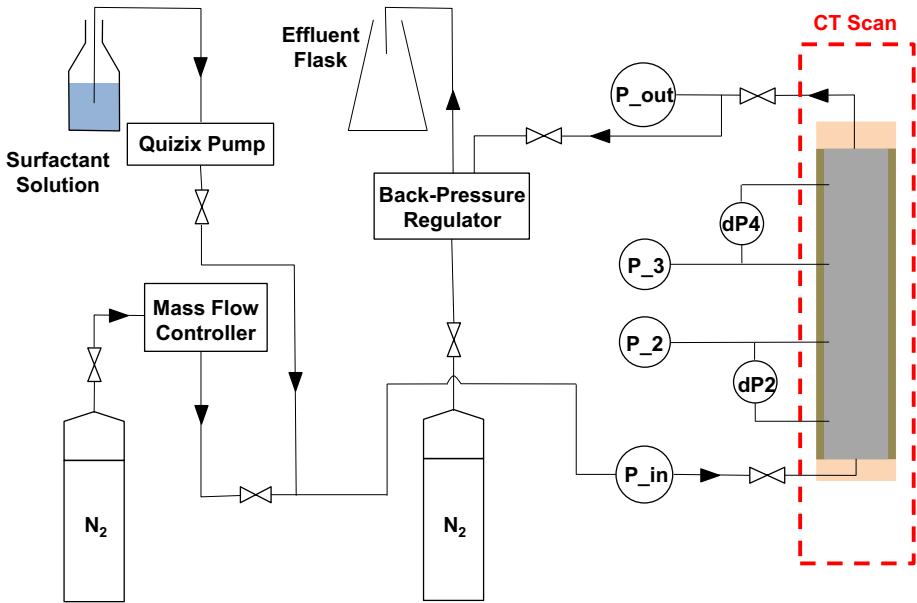 CT Scan
Effluent
Flask
P_out
Quizix Pump
Surfactant
Solution
Back-Pressure
Regulator
dP4
P_3
Mass Flow
Controller
P_2
dP2
P_in
N₂
N₂